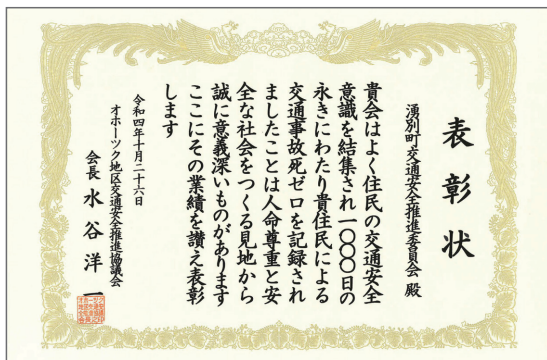 表彰状
湧別町交通安全推進委員会 殿
貴会はよく住民の交通安全
意識を結集され一〇〇〇日の
永きにわたり貴住民による
交通事故死ゼロを記録され
ましたことは人命尊重と安
全な社会をつくる見地から
誠に意義深いものがあります
ここにその業績を讃え表彰
します
令和四年十月二十六日
オホーツク地区交通安全推進協議会
会長 水谷洋一